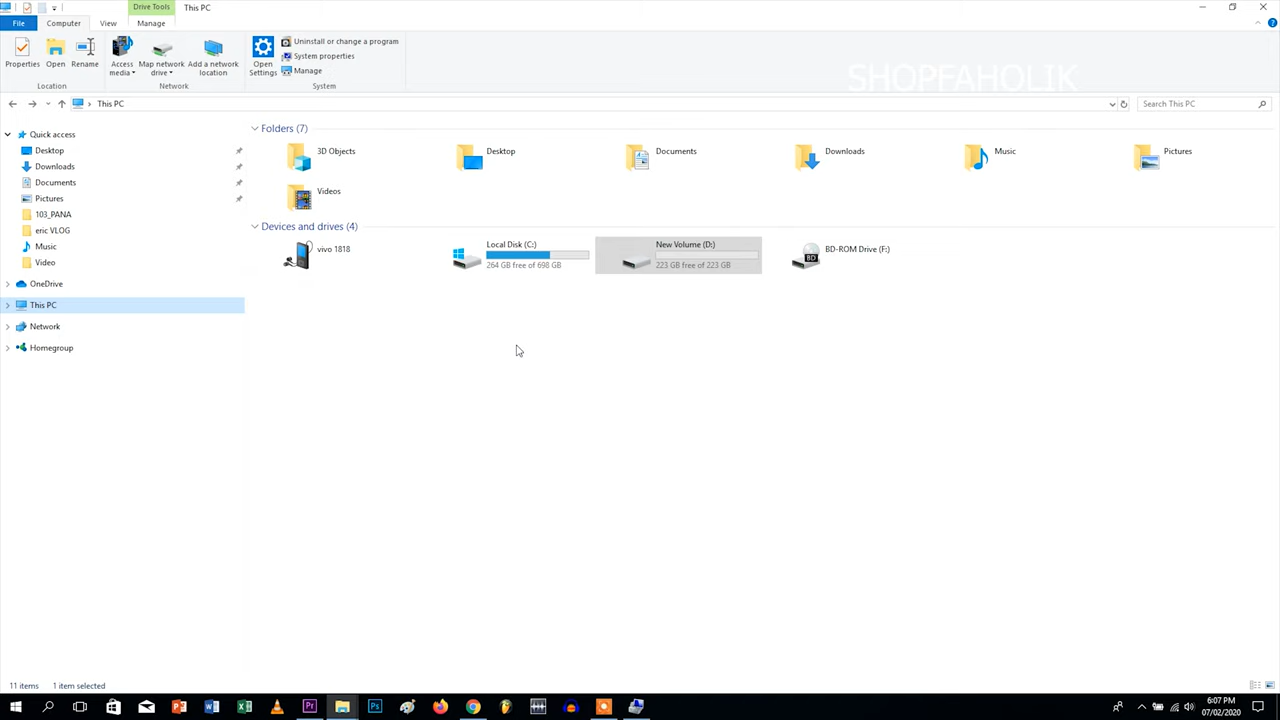 Drive Tools
This PC
File
Computer
View
Manage
Properties
Open
Rename
Access media
Map network drive
Add a network location
Open Settings
Uninstall or change a program
System properties
Manage
Location
Network
System
SHOPFAHOLIK
This PC
Search This PC
Quick access
Desktop
Downloads
Documents
Pictures
103_PANA
eric VLOG
Music
Video
OneDrive
This PC
Network
Homegroup
Folders (7)
3D Objects
Desktop
Documents
Downloads
Music
Pictures
Videos
Devices and drives (4)
vivo 1818
Local Disk (C:)
264 GB free of 698 GB
New Volume (D:)
223 GB free of 223 GB
BD-ROM Drive (F:)
BD
11 items
1 item selected
Pr
Ps
6:07 PM
07/02/2020